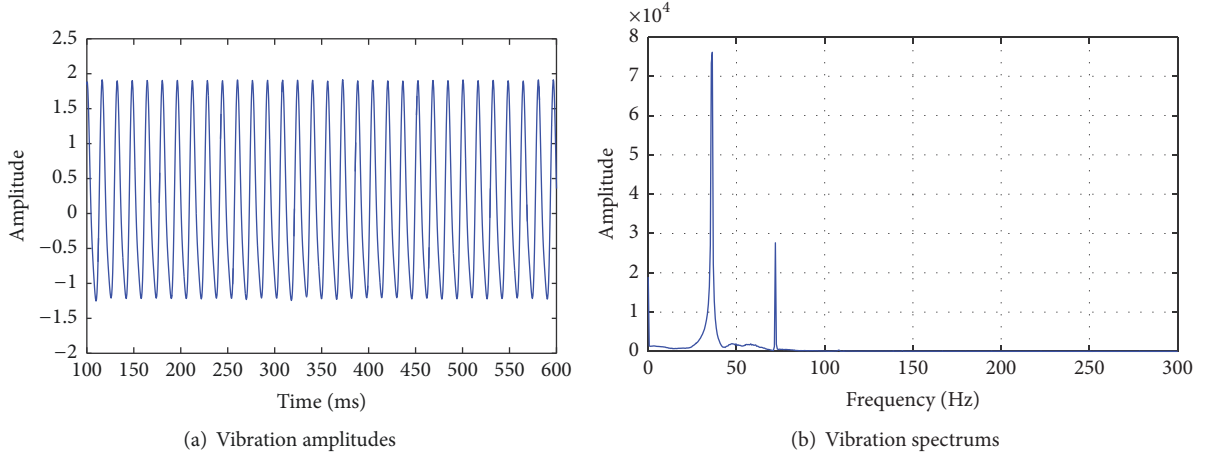 2.5
2
1.5
1
0.5
0
−0.5
−1
−1.5
−2
Amplitude
100 150 200 250 300 350 400 450 500 550 600
Time (ms)
(a) Vibration amplitudes
×10⁴
8
7
6
5
4
3
2
1
0
Amplitude
0 50 100 150 200 250 300
Frequency (Hz)
(b) Vibration spectrums